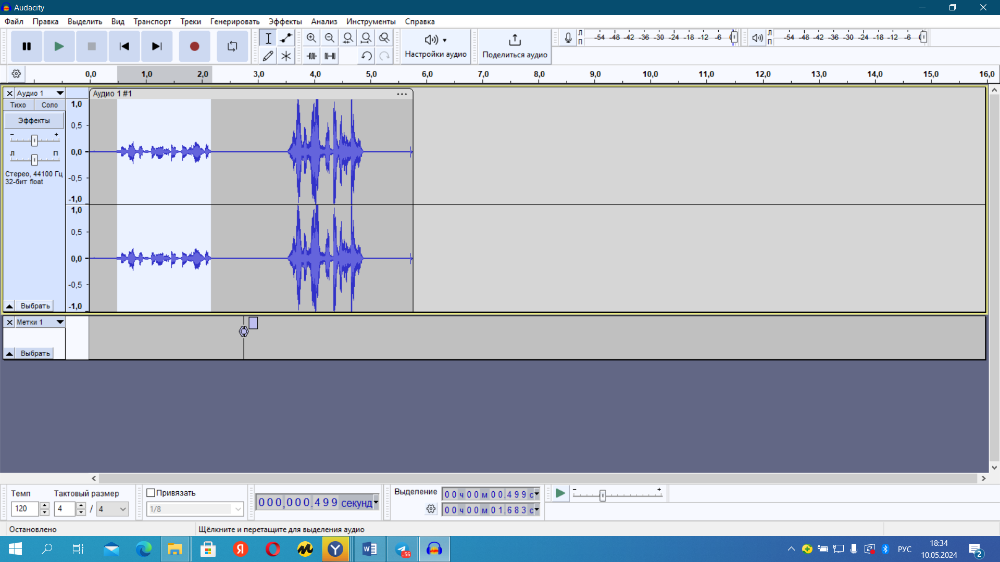 Audacity
Файл Правка Выделить Вид Транспорт Треки Генерировать Эффекты Анализ Инструменты Справка
Настройки аудио
Поделиться аудио
Л -54 -48 -42 -36 -30 -24 -18 -12 -6 0
П
Л -54 -48 -42 -36 -30 -24 -18 -12 -6 0
П
0,0 1,0 2,0 3,0 4,0 5,0 6,0 7,0 8,0 9,0 10,0 11,0 12,0 13,0 14,0 15,0 16,0
Аудио 1
Аудио 1 #1
Тихо Соло
Эффекты
- +
Л П
Стерео, 44100 Гц
32-бит float
1,0
0,5
0,0
-0,5
-1,0
1,0
0,5
0,0
-0,5
-1,0
Выбрать
Метки 1
Выбрать
Темп
120
Тактовый размер
4 / 4
Привязать
1/8
000,000.499 секунд
Выделение
00 ч 00 м 00.499 с
00 ч 00 м 01.683 с
- +
Остановлено
Щёлкните и перетащите для выделения аудио
Я
Y
W
..56
РУС
18:34
10.05.2024
2